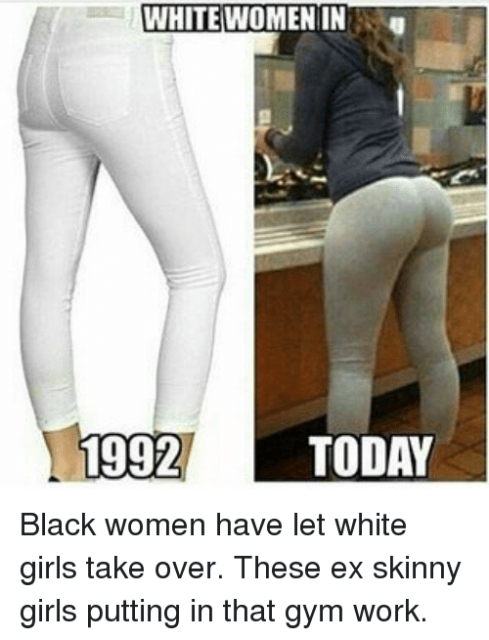 WHITE WOMEN IN
1992
TODAY
Black women have let white
girls take over. These ex skinny
girls putting in that gym work.